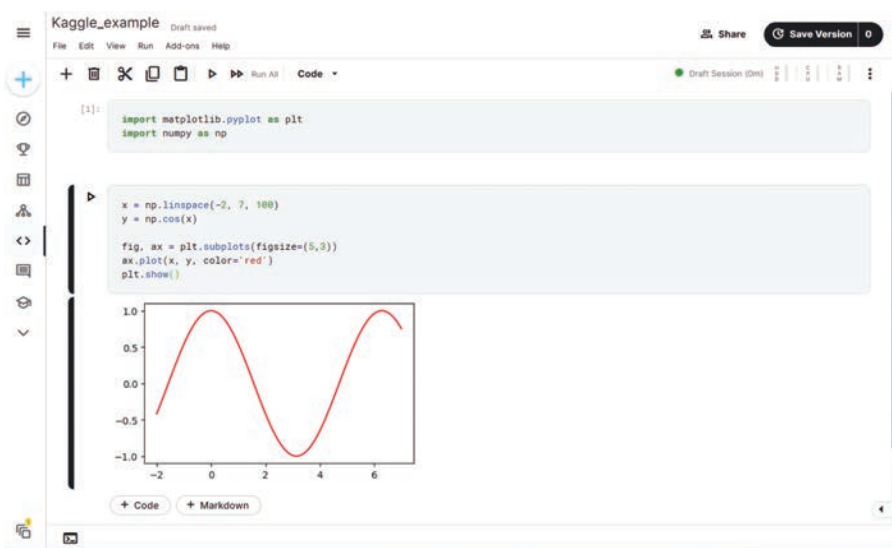 Kaggle_example Draft saved
Share
Save Version 0
File Edit View Run Add-ons Help
Run All Code
Draft Session (0m)
[1]:
import matplotlib.pyplot as plt
import numpy as np
x = np.linspace(-2, 7, 100)
y = np.cos(x)
fig, ax = plt.subplots(figsize=(5,3))
ax.plot(x, y, color='red')
plt.show()
1.0
0.5
0.0
−0.5
−1.0
−2 0 2 4 6
+ Code + Markdown